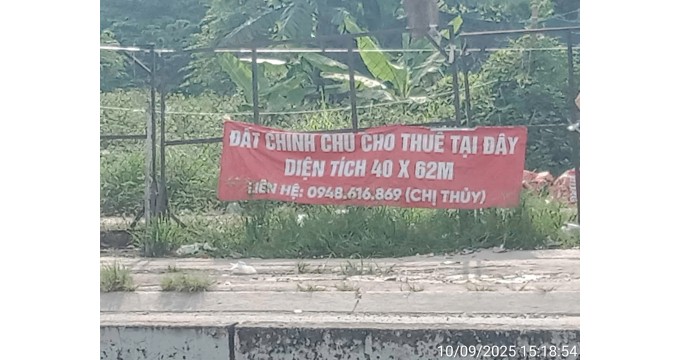 ĐẤT CHÍNH CHỦ CHO THUÊ TẠI ĐÂY
DIỆN TÍCH 40 X 62M
LIÊN HỆ: 0948.616.869 (CHỊ THỦY)
10/09/2025 15:18:54